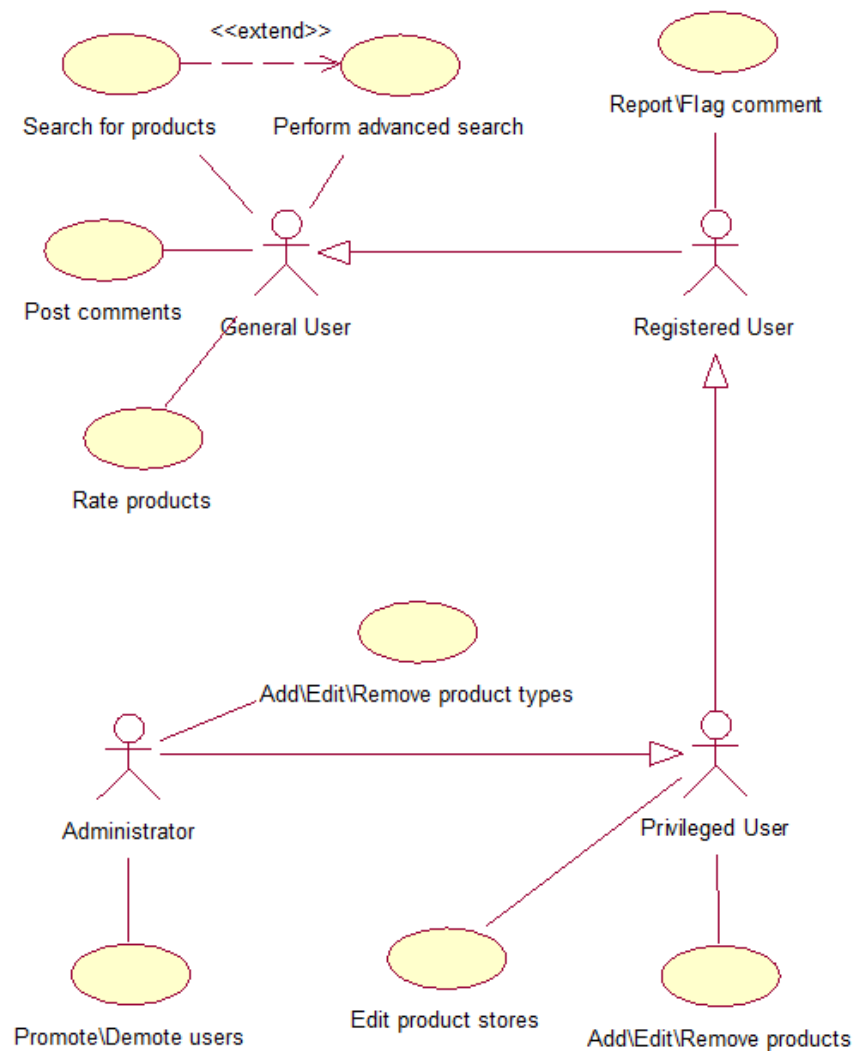 <<extend>>
Search for products
Perform advanced search
Report\Flag comment
Post comments
General User
Registered User
Rate products
Add\Edit\Remove product types
Administrator
Privileged User
Promote\Demote users
Edit product stores
Add\Edit\Remove products